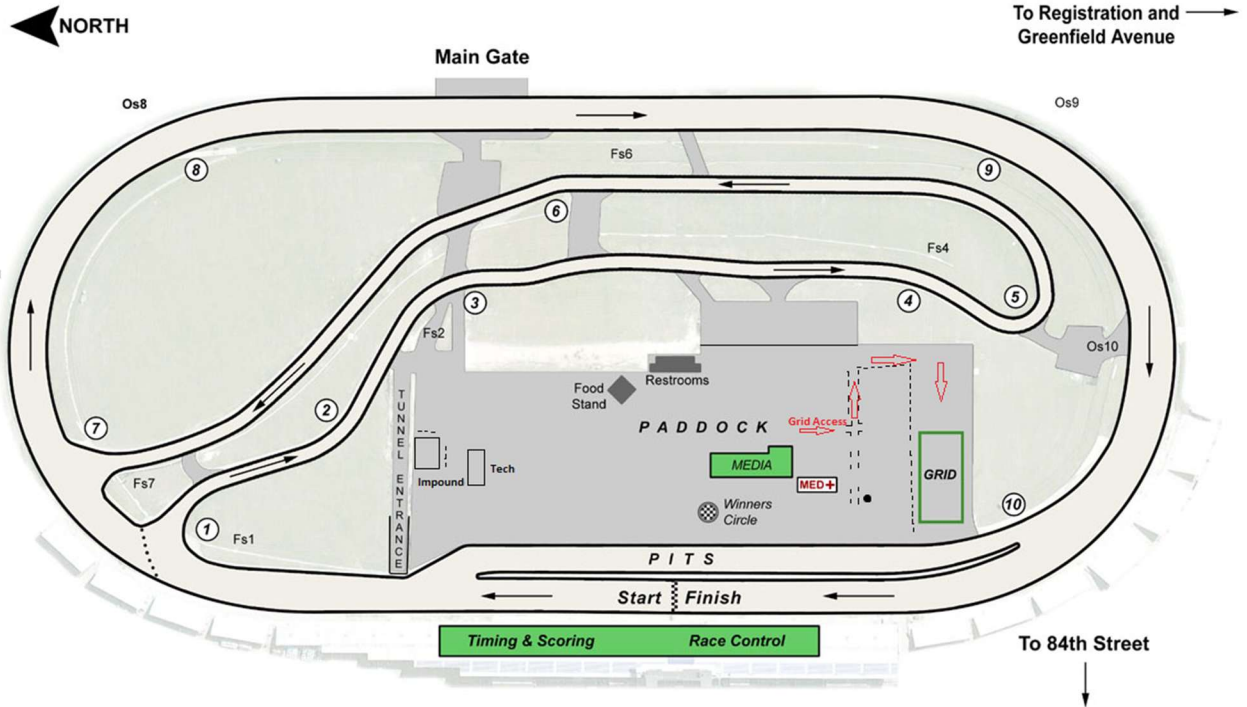 NORTH
To Registration and
Greenfield Avenue
Main Gate
Os8
Os9
8
Fs6
9
6
Fs4
3
4
5
Fs2
Os10
Restrooms
Food
Stand
TUNNEL ENTRANCE
2
7
PADDOCK
Grid Access
MEDIA
Impound
Tech
MED+
GRID
Fs7
Winners
Circle
10
1
Fs1
PITS
Start Finish
Timing & Scoring Race Control
To 84th Street